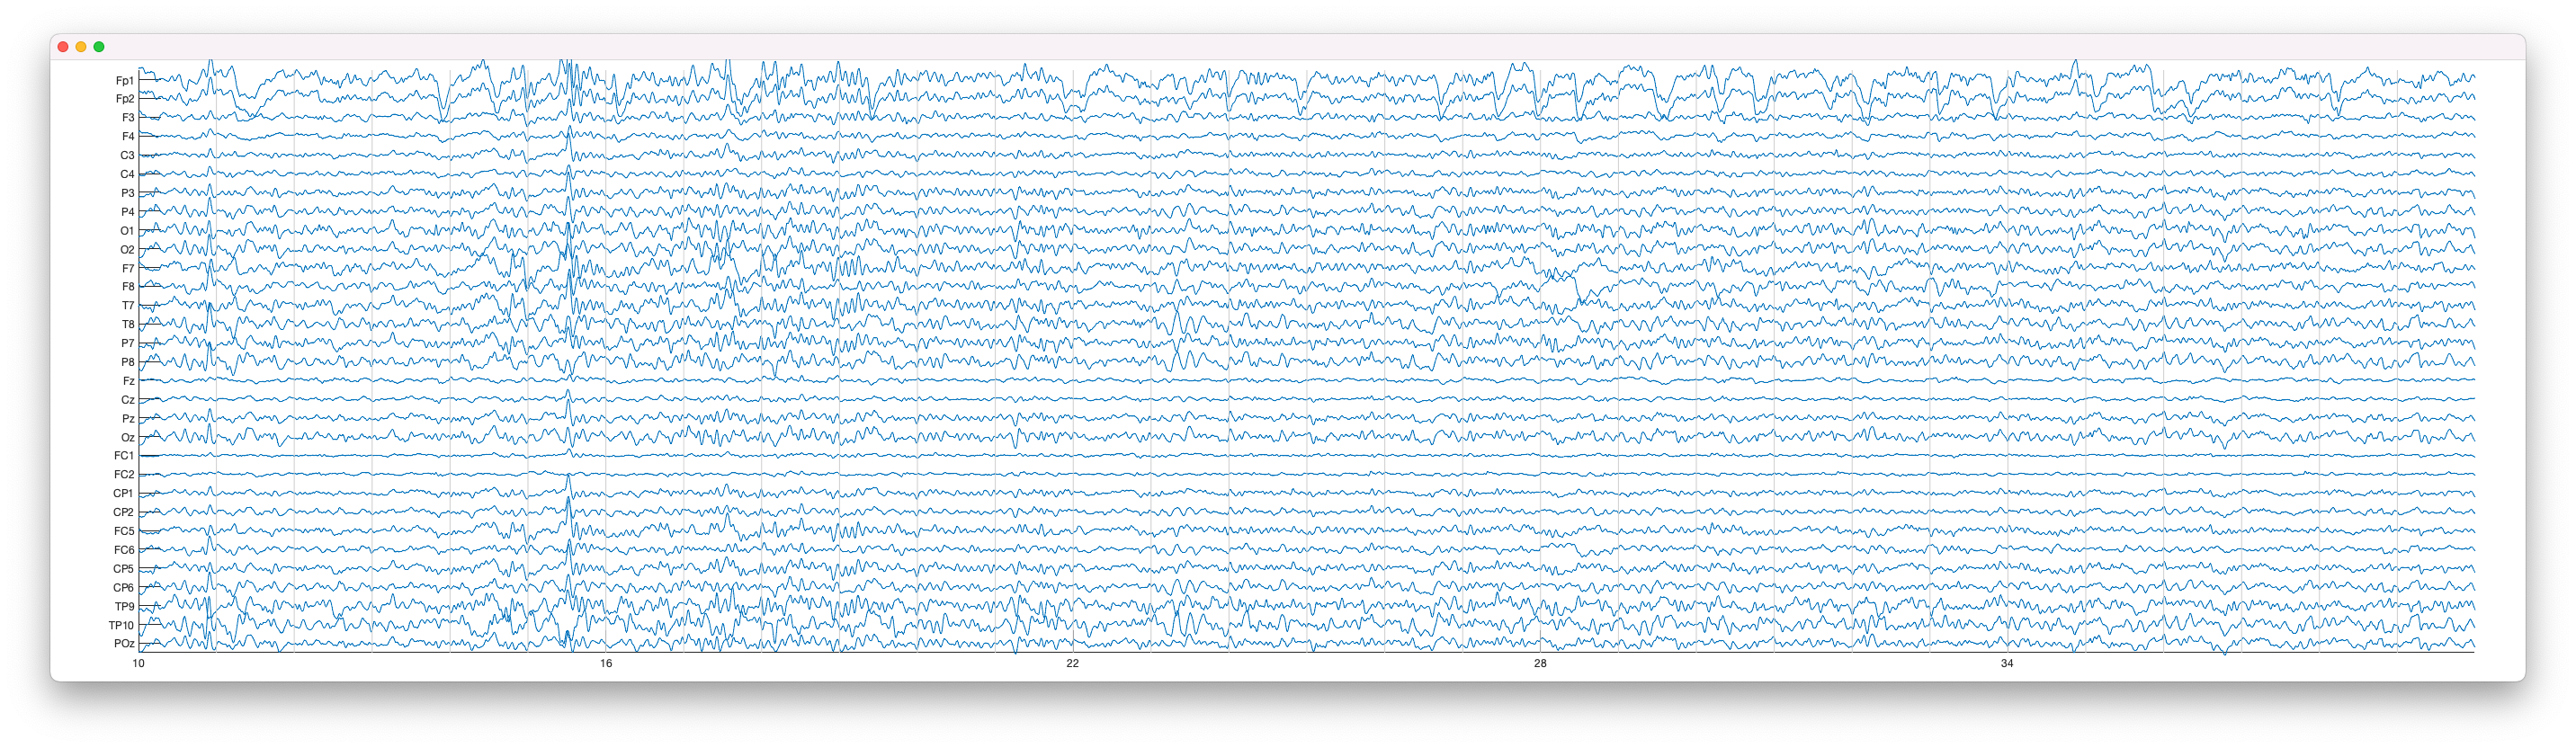 Fp1
Fp2
F3
F4
C3
C4
P3
P4
O1
O2
F7
F8
T7
T8
P7
P8
Fz
Cz
Pz
Oz
FC1
FC2
CP1
CP2
FC5
FC6
CP5
CP6
TP9
TP10
POz
10 16 22 28 34